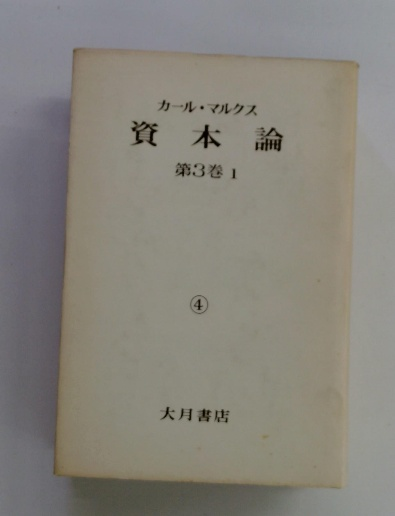 カール・マルクス
資本論
第3巻 1
④
大月書店